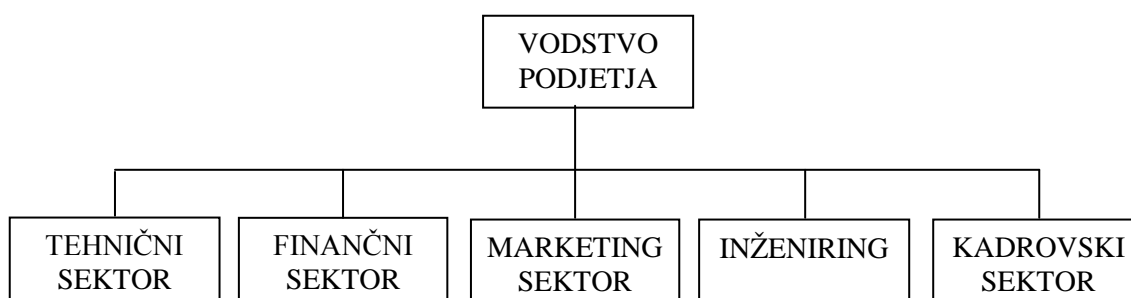 VODSTVO
PODJETJA
TEHNIČNI
SEKTOR
FINANČNI
SEKTOR
MARKETING
SEKTOR
INŽENIRING
KADROVSKI
SEKTOR